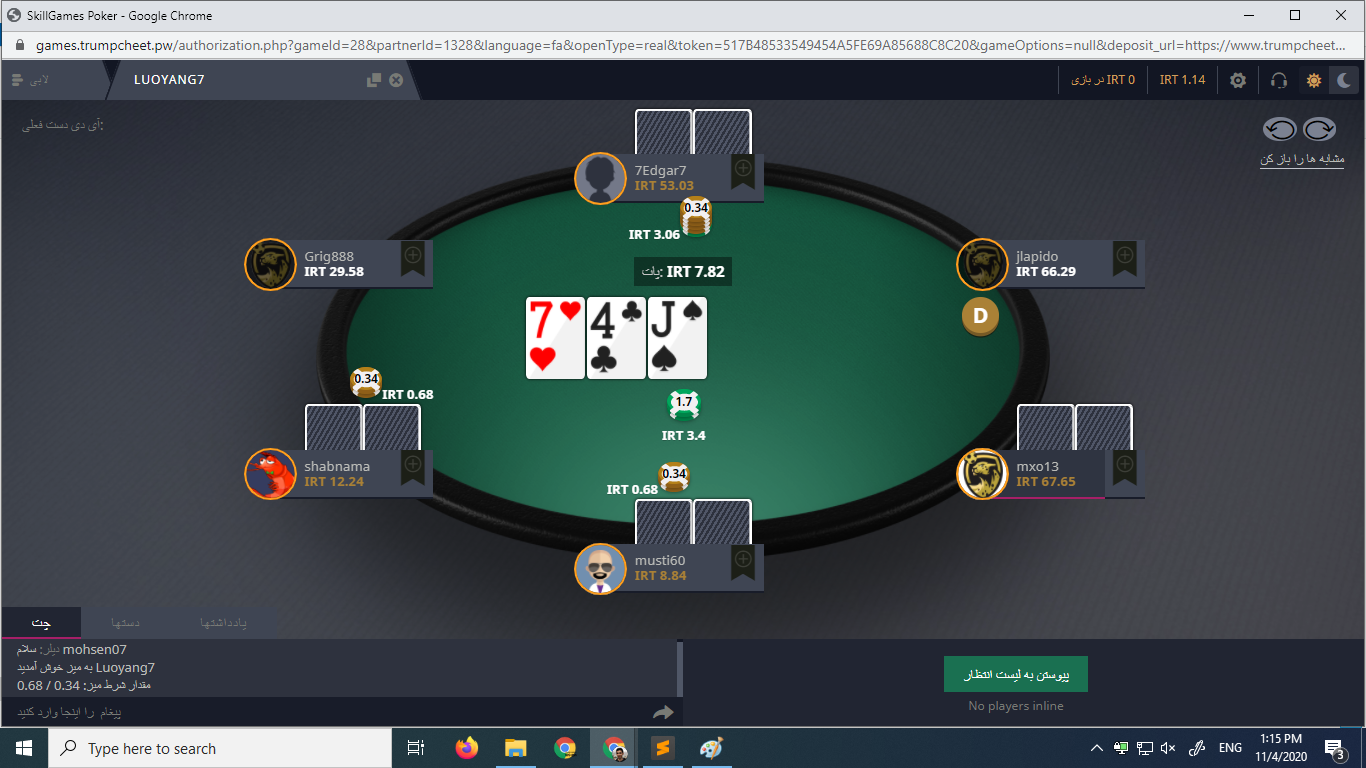 SkillGames Poker - Google Chrome
games.trumpcheet.pw/authorization.php?gameId=28&partnerId=1328&language=fa&openType=real&token=517B48533549454A5FE69A85688C8C20&gameOptions=null&deposit_url=https://www.trumpcheet...
لابی
LUOYANG7
IRT 0 در بازی
IRT 1.14
آی دی دست فعلی:
مشابه ها را باز کن
7Edgar7
IRT 53.03
0.34
IRT 3.06
Grig888
IRT 29.58
jlapido
IRT 66.29
پات: IRT 7.82
D
7
4
J
0.34
IRT 0.68
1.7
IRT 3.4
shabnama
IRT 12.24
mxo13
IRT 67.65
0.34
IRT 0.68
musti60
IRT 8.84
چت
دستها
یادداشتها
دیلر: سلام mohsen07
به میز خوش آمدید Luoyang7
مقدار شرط میز: 0.34 / 0.68
پیغام را اینجا وارد کنید
پیوستن به لیست انتظار
No players inline
Type here to search
ENG
1:15 PM
11/4/2020
3